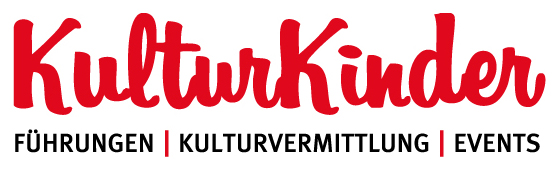 KulturKinder
FÜHRUNGEN | KULTURVERMITTLUNG | EVENTS